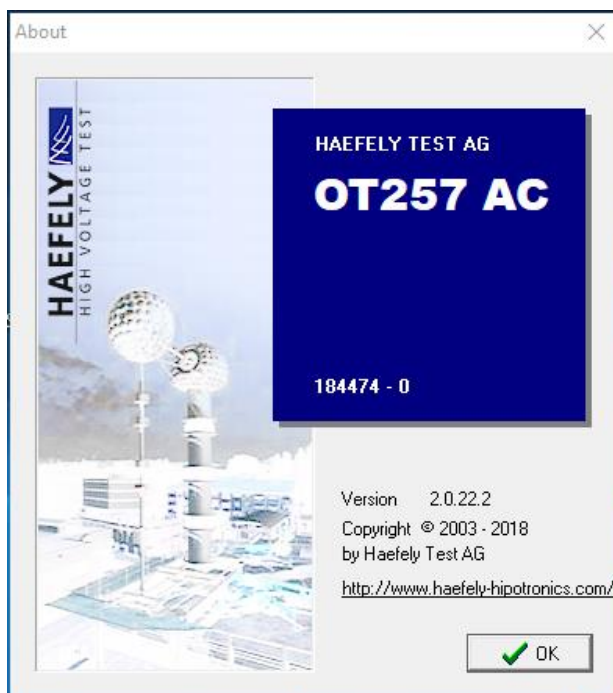 About
HAEFELY
HIGH VOLTAGE TEST
HAEFELY TEST AG
OT257 AC
184474 - 0
Version 2.0.22.2
Copyright © 2003 - 2018
by Haefely Test AG
http://www.haefely-hipotronics.com/
OK